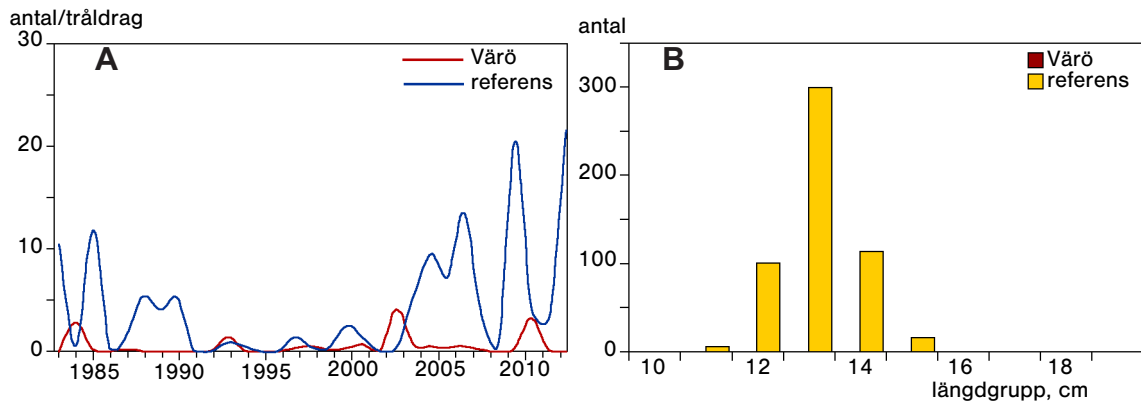 antal/tråldrag
30
20
10
0
A
Värö
referens
1985 1990 1995 2000 2005 2010
antal
300
200
100
0
B
Värö
referens
10 12 14 16 18
längdgrupp, cm